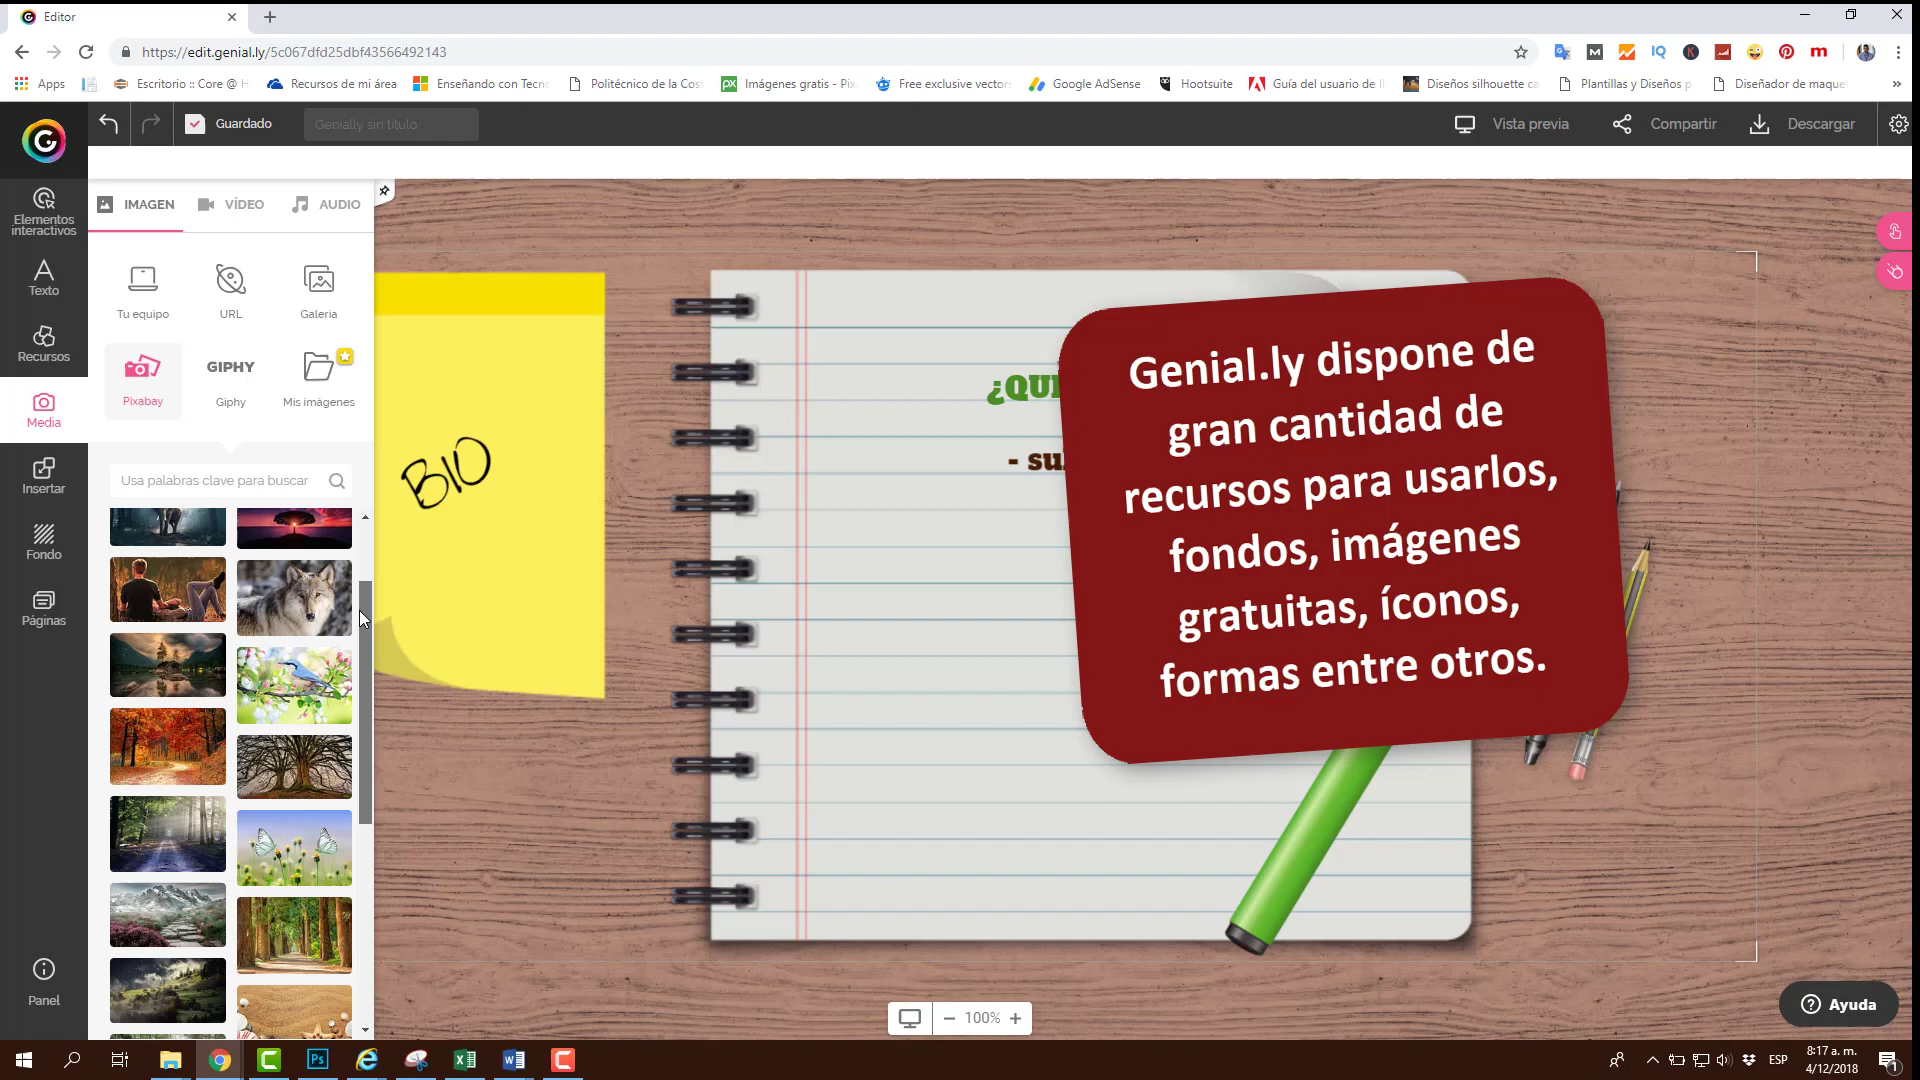 Editor
https://edit.genial.ly/5c067dfd25dbf43566492143
Apps
Escritorio :: Core @ H
Recursos de mi área
Enseñando con Tecno
Politécnico de la Cos
Imágenes gratis - Pix
Free exclusive vectors
Google AdSense
Hootsuite
Guía del usuario de Il
Diseños silhouette ca
Plantillas y Diseños p
Diseñador de maque
Guardado
Genially sin título
Vista previa
Compartir
Descargar
Elementos
interactivos
Texto
Recursos
Media
Insertar
Fondo
Páginas
Panel
IMAGEN
VÍDEO
AUDIO
Tu equipo
URL
Galeria
Pixabay
GIPHY
Giphy
Mis imágenes
Usa palabras clave para buscar
BIO
¿QUI
- su
Genial.ly dispone de
gran cantidad de
recursos para usarlos,
fondos, imágenes
gratuitas, íconos,
formas entre otros.
100%
Ayuda
ESP
8:17 a. m.
4/12/2018